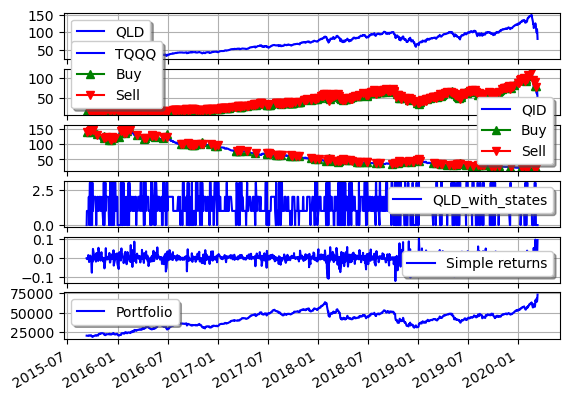 150
100
50
QLD
TQQQ
Buy
Sell
100
50
QID
Buy
Sell
150
100
50
2.5
0.0
QLD_with_states
0.1
0.0
−0.1
Simple returns
75000
50000
25000
Portfolio
2015-07
2016-01
2016-07
2017-01
2017-07
2018-01
2018-07
2019-01
2019-07
2020-01